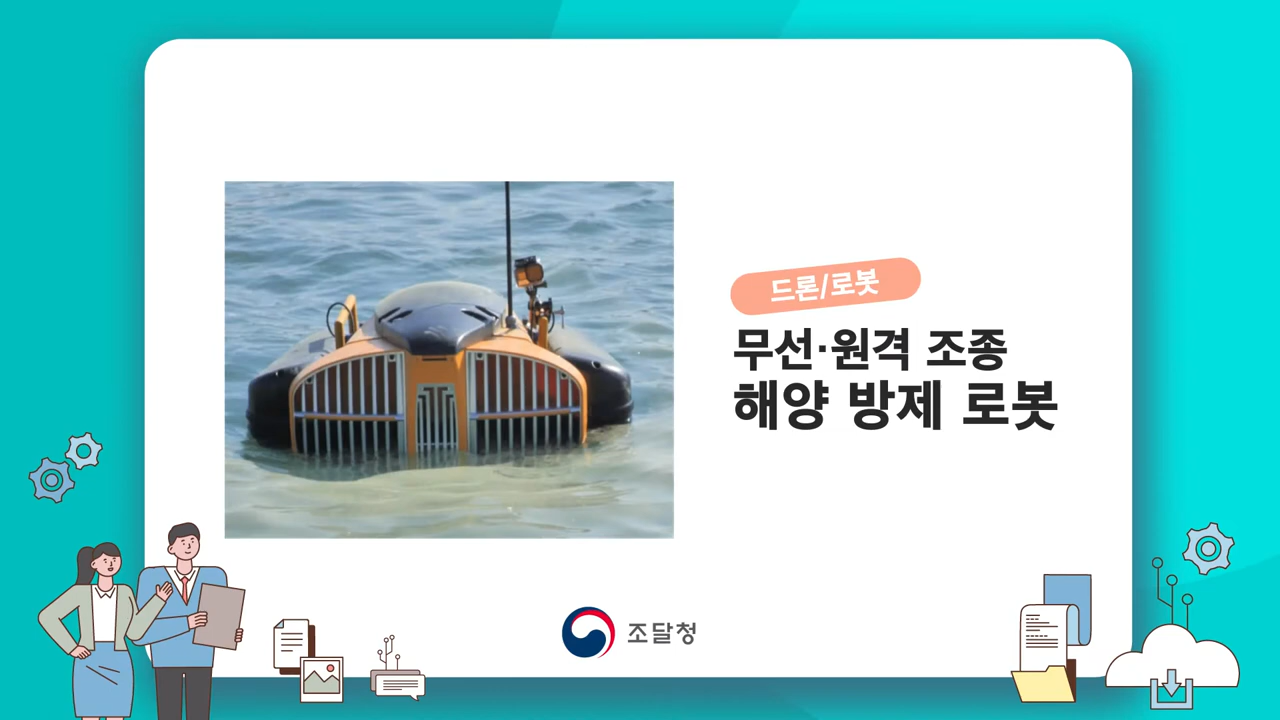 드론/로봇
무선·원격 조종
해양 방제 로봇
조달청